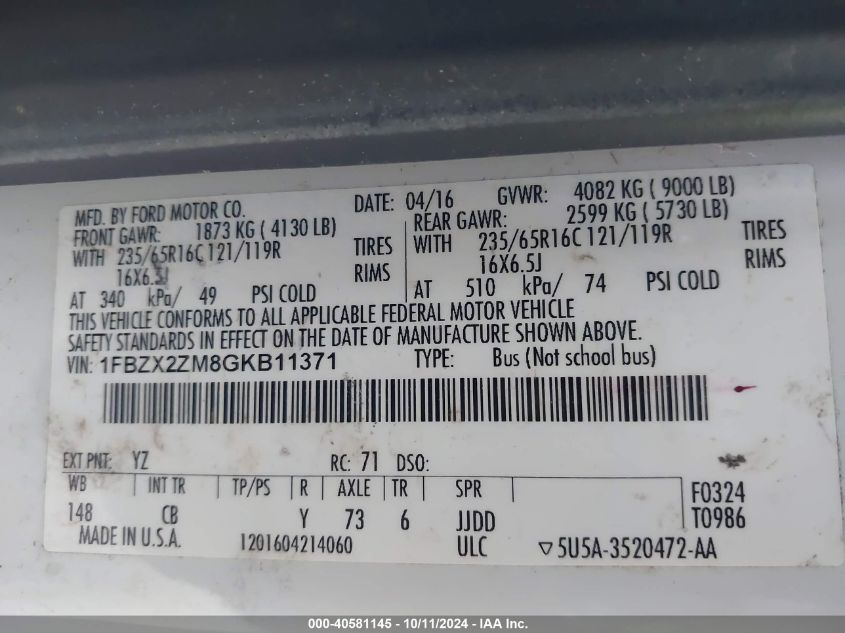 MFD. BY FORD MOTOR CO.
DATE: 04/16 GVWR: 4082 KG ( 9000 LB)
FRONT GAWR: 1873 KG ( 4130 LB)
REAR GAWR: 2599 KG ( 5730 LB)
WITH 235/65R16C 121/119R TIRES
WITH 235/65R16C 121/119R TIRES
16X6.5J RIMS
16X6.5J RIMS
AT 340 kPa/ 49 PSI COLD
AT 510 kPa/ 74 PSI COLD
THIS VEHICLE CONFORMS TO ALL APPLICABLE FEDERAL MOTOR VEHICLE
SAFETY STANDARDS IN EFFECT ON THE DATE OF MANUFACTURE SHOWN ABOVE.
VIN: 1FBZX2ZM8GKB11371 TYPE: Bus (Not school bus)
EXT PNT: YZ RC: 71 DSO:
WB INT TR TP/PS R AXLE TR SPR
148 CB Y 73 6 JJDD
F0324
T0986
MADE IN U.S.A. 1201604214060 ULC ▽5U5A-3520472-AA
000-40581145 - 10/11/2024 - IAA Inc.